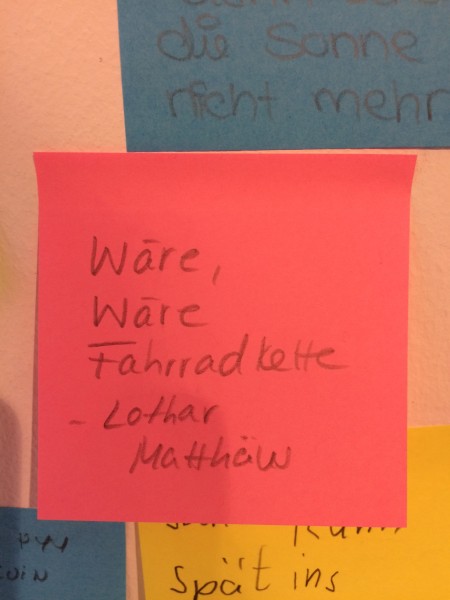 die Sonne
nicht mehr
Wäre,
Wäre
Fahrradkette
- Lothar
Matthäus
spät ins